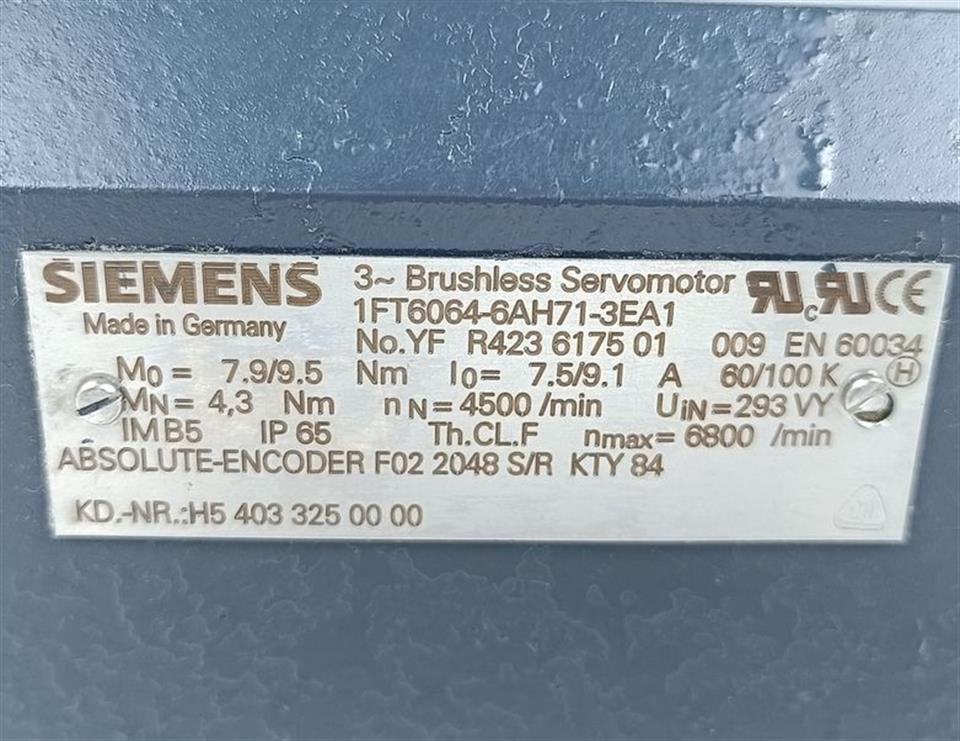 SIEMENS 3~ Brushless Servomotor
Made in Germany 1FT6064-6AH71-3EA1
No.YF R423 6175 01 009 EN 60034
M0 = 7.9/9.5 Nm I0= 7.5/9.1 A 60/100 K H
MN= 4,3 Nm nN=4500/min UIN=293 VY
IM B5 IP 65 Th.CL.F nmax= 6800 /min
ABSOLUTE-ENCODER F02 2048 S/R KTY 84
KD.-NR.:H5 403 325 00 00